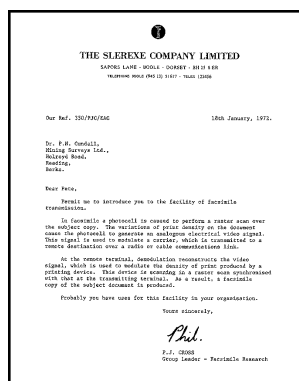 THE SLEREXE COMPANY LIMITED
SAPORS LANE - BOOLE - DORSET - BH 25 8 ER
TELEPHONE BOOLE (945 13) 51617 - TELEX 123456
Our Ref. 350/PJC/EAC
18th January, 1972.
Dr. P.N. Cundall,
Mining Surveys Ltd.,
Holroyd Road,
Reading,
Berks.
Dear Pete,
Permit me to introduce you to the facility of facsimile
transmission.
In facsimile a photocell is caused to perform a raster scan over
the subject copy. The variations of print density on the document
cause the photocell to generate an analogous electrical video signal.
This signal is used to modulate a carrier, which is transmitted to a
remote destination over a radio or cable communications link.
At the remote terminal, demodulation reconstructs the video
signal, which is used to modulate the density of print produced by a
printing device. This device is scanning in a raster scan synchronised
with that at the transmitting terminal. As a result, a facsimile
copy of the subject document is produced.
Probably you have uses for this facility in your organisation.
Yours sincerely,
Phil.
P.J. CROSS
Group Leader - Facsimile Research